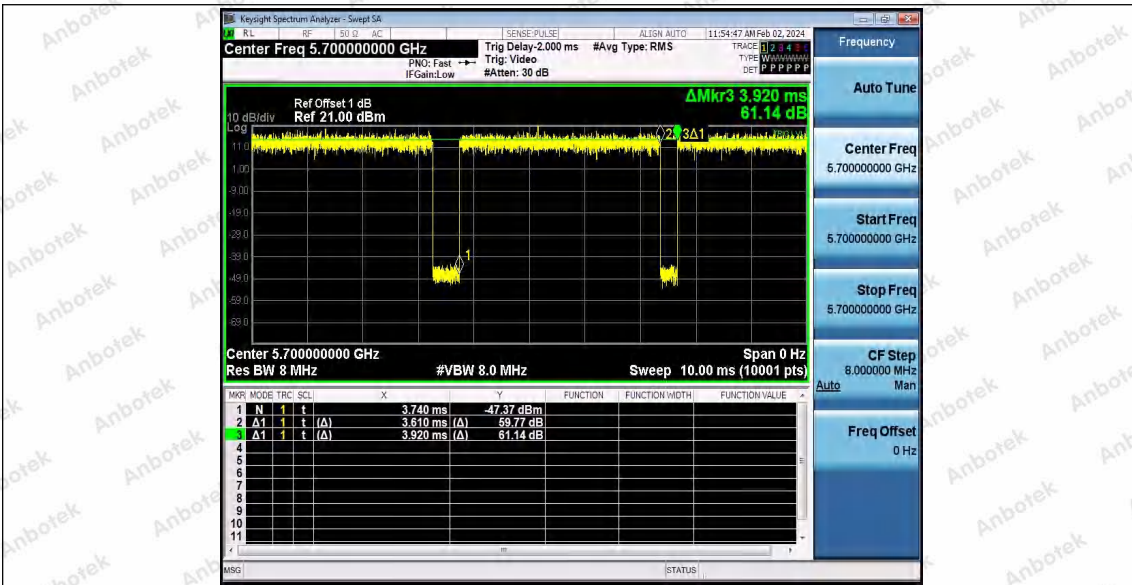 Keysight Spectrum Analyzer - Swept SA
RL RF 50 Ω AC SENSE:PULSE ALIGN AUTO 11:54:47 AM Feb 02, 2024
Center Freq 5.700000000 GHz
PNO: Fast
IFGain:Low
Trig Delay-2.000 ms
Trig: Video
#Atten: 30 dB
#Avg Type: RMS
TRACE 1 2 3 4 5 6
TYPE WWWWWW
DET P P P P P P
ΔMkr3 3.920 ms
61.14 dB
Ref Offset 1 dB
10 dB/div Ref 21.00 dBm
Log
11.0
1.00
-9.00
-19.0
-29.0
-39.0
-49.0
-59.0
-69.0
2 3Δ1
1
Center 5.700000000 GHz Span 0 Hz
Res BW 8 MHz #VBW 8.0 MHz Sweep 10.00 ms (10001 pts)
MKR MODE TRC SCL X Y FUNCTION FUNCTION WIDTH FUNCTION VALUE
1 N 1 t 3.740 ms -47.37 dBm
2 Δ1 1 t (Δ) 3.610 ms (Δ) 59.77 dB
3 Δ1 1 t (Δ) 3.920 ms (Δ) 61.14 dB
4
5
6
7
8
9
10
11
MSG STATUS
Frequency
Auto Tune
Center Freq
5.700000000 GHz
Start Freq
5.700000000 GHz
Stop Freq
5.700000000 GHz
CF Step
8.000000 MHz
Auto Man
Freq Offset
0 Hz
Anbotek